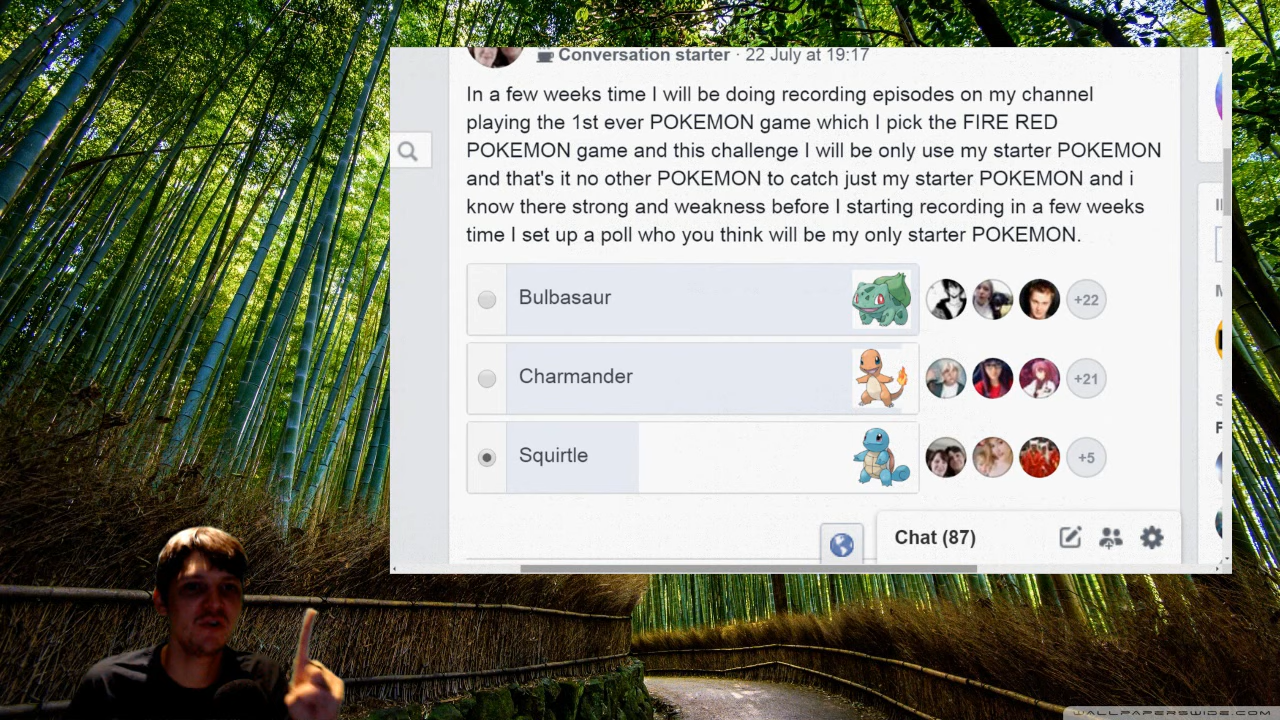 Conversation starter · 22 July at 19:17
In a few weeks time I will be doing recording episodes on my channel
playing the 1st ever POKEMON game which I pick the FIRE RED
POKEMON game and this challenge I will be only use my starter POKEMON
and that's it no other POKEMON to catch just my starter POKEMON and i
know there strong and weakness before I starting recording in a few weeks
time I set up a poll who you think will be my only starter POKEMON.
Bulbasaur
+22
Charmander
+21
Squirtle
+5
Chat (87)
WALLPAPERSWIDE.COM